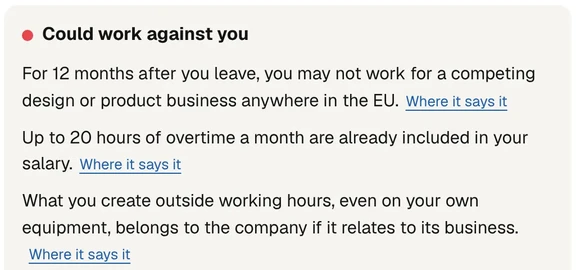 Could work against you
For 12 months after you leave, you may not work for a competing
design or product business anywhere in the EU. Where it says it
Up to 20 hours of overtime a month are already included in your
salary. Where it says it
What you create outside working hours, even on your own
equipment, belongs to the company if it relates to its business.
Where it says it